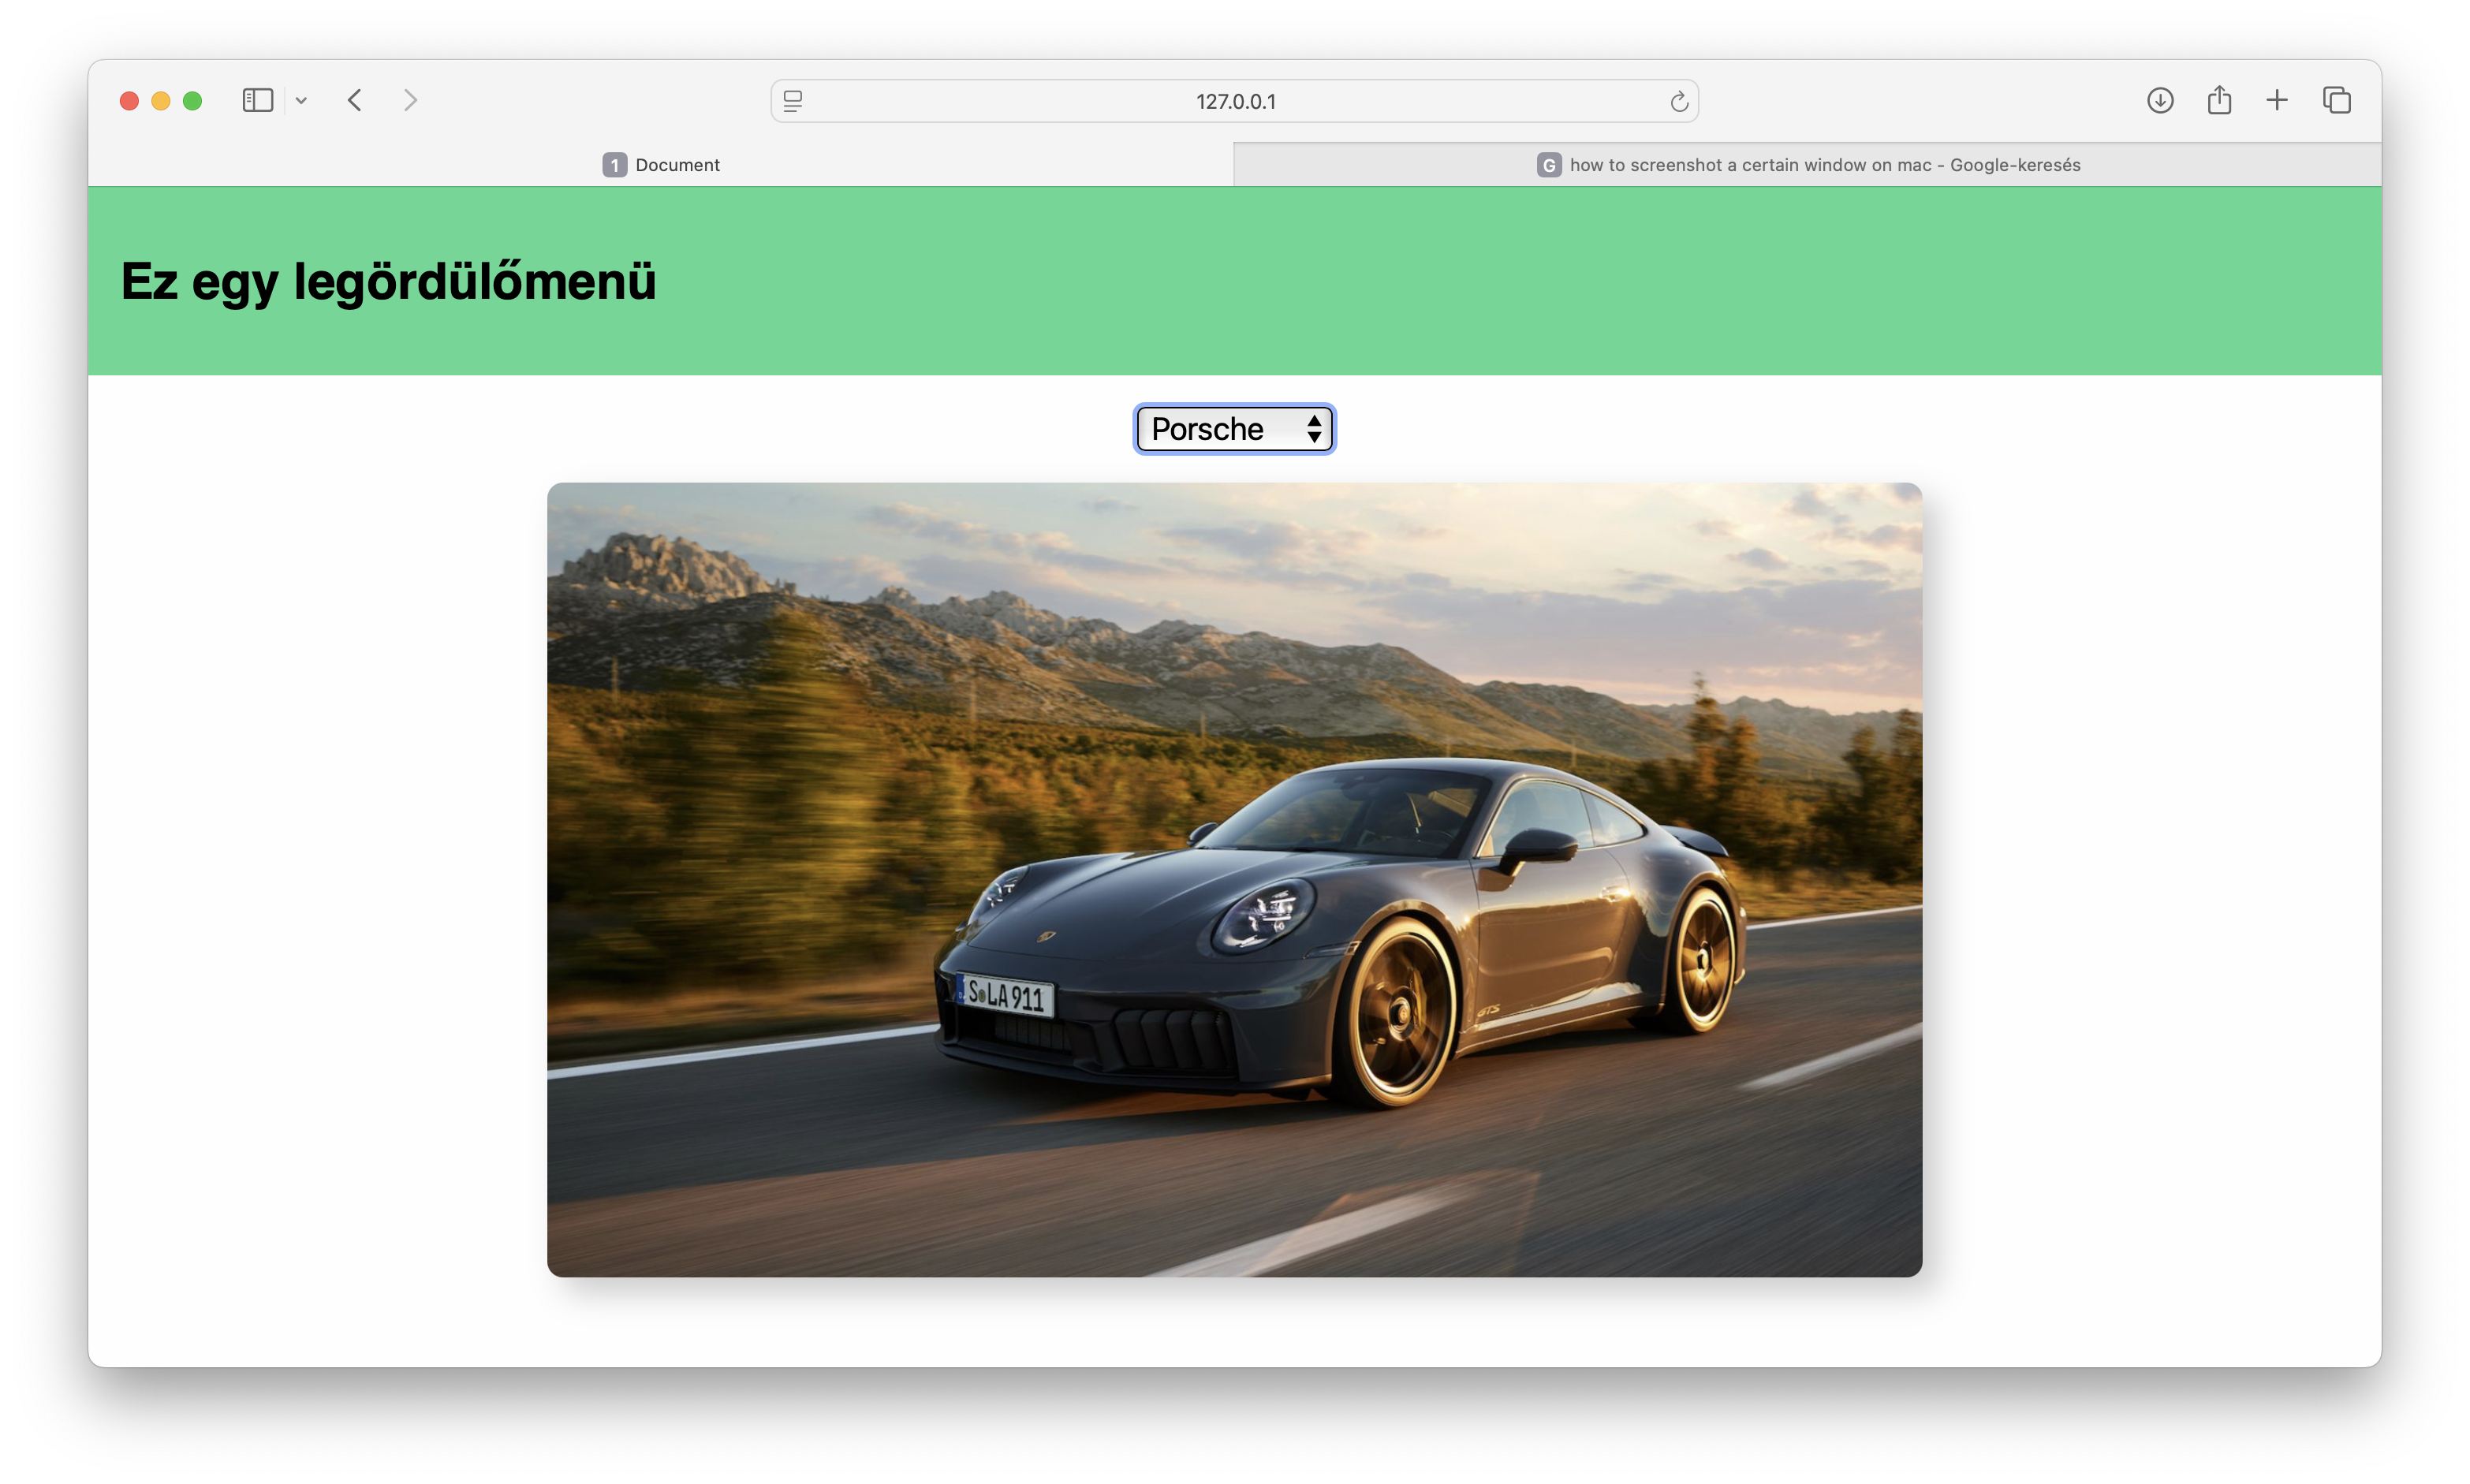 127.0.0.1
1 Document
G how to screenshot a certain window on mac - Google-keresés
Ez egy legördülőmenü
Porsche
S LA 911
GTS